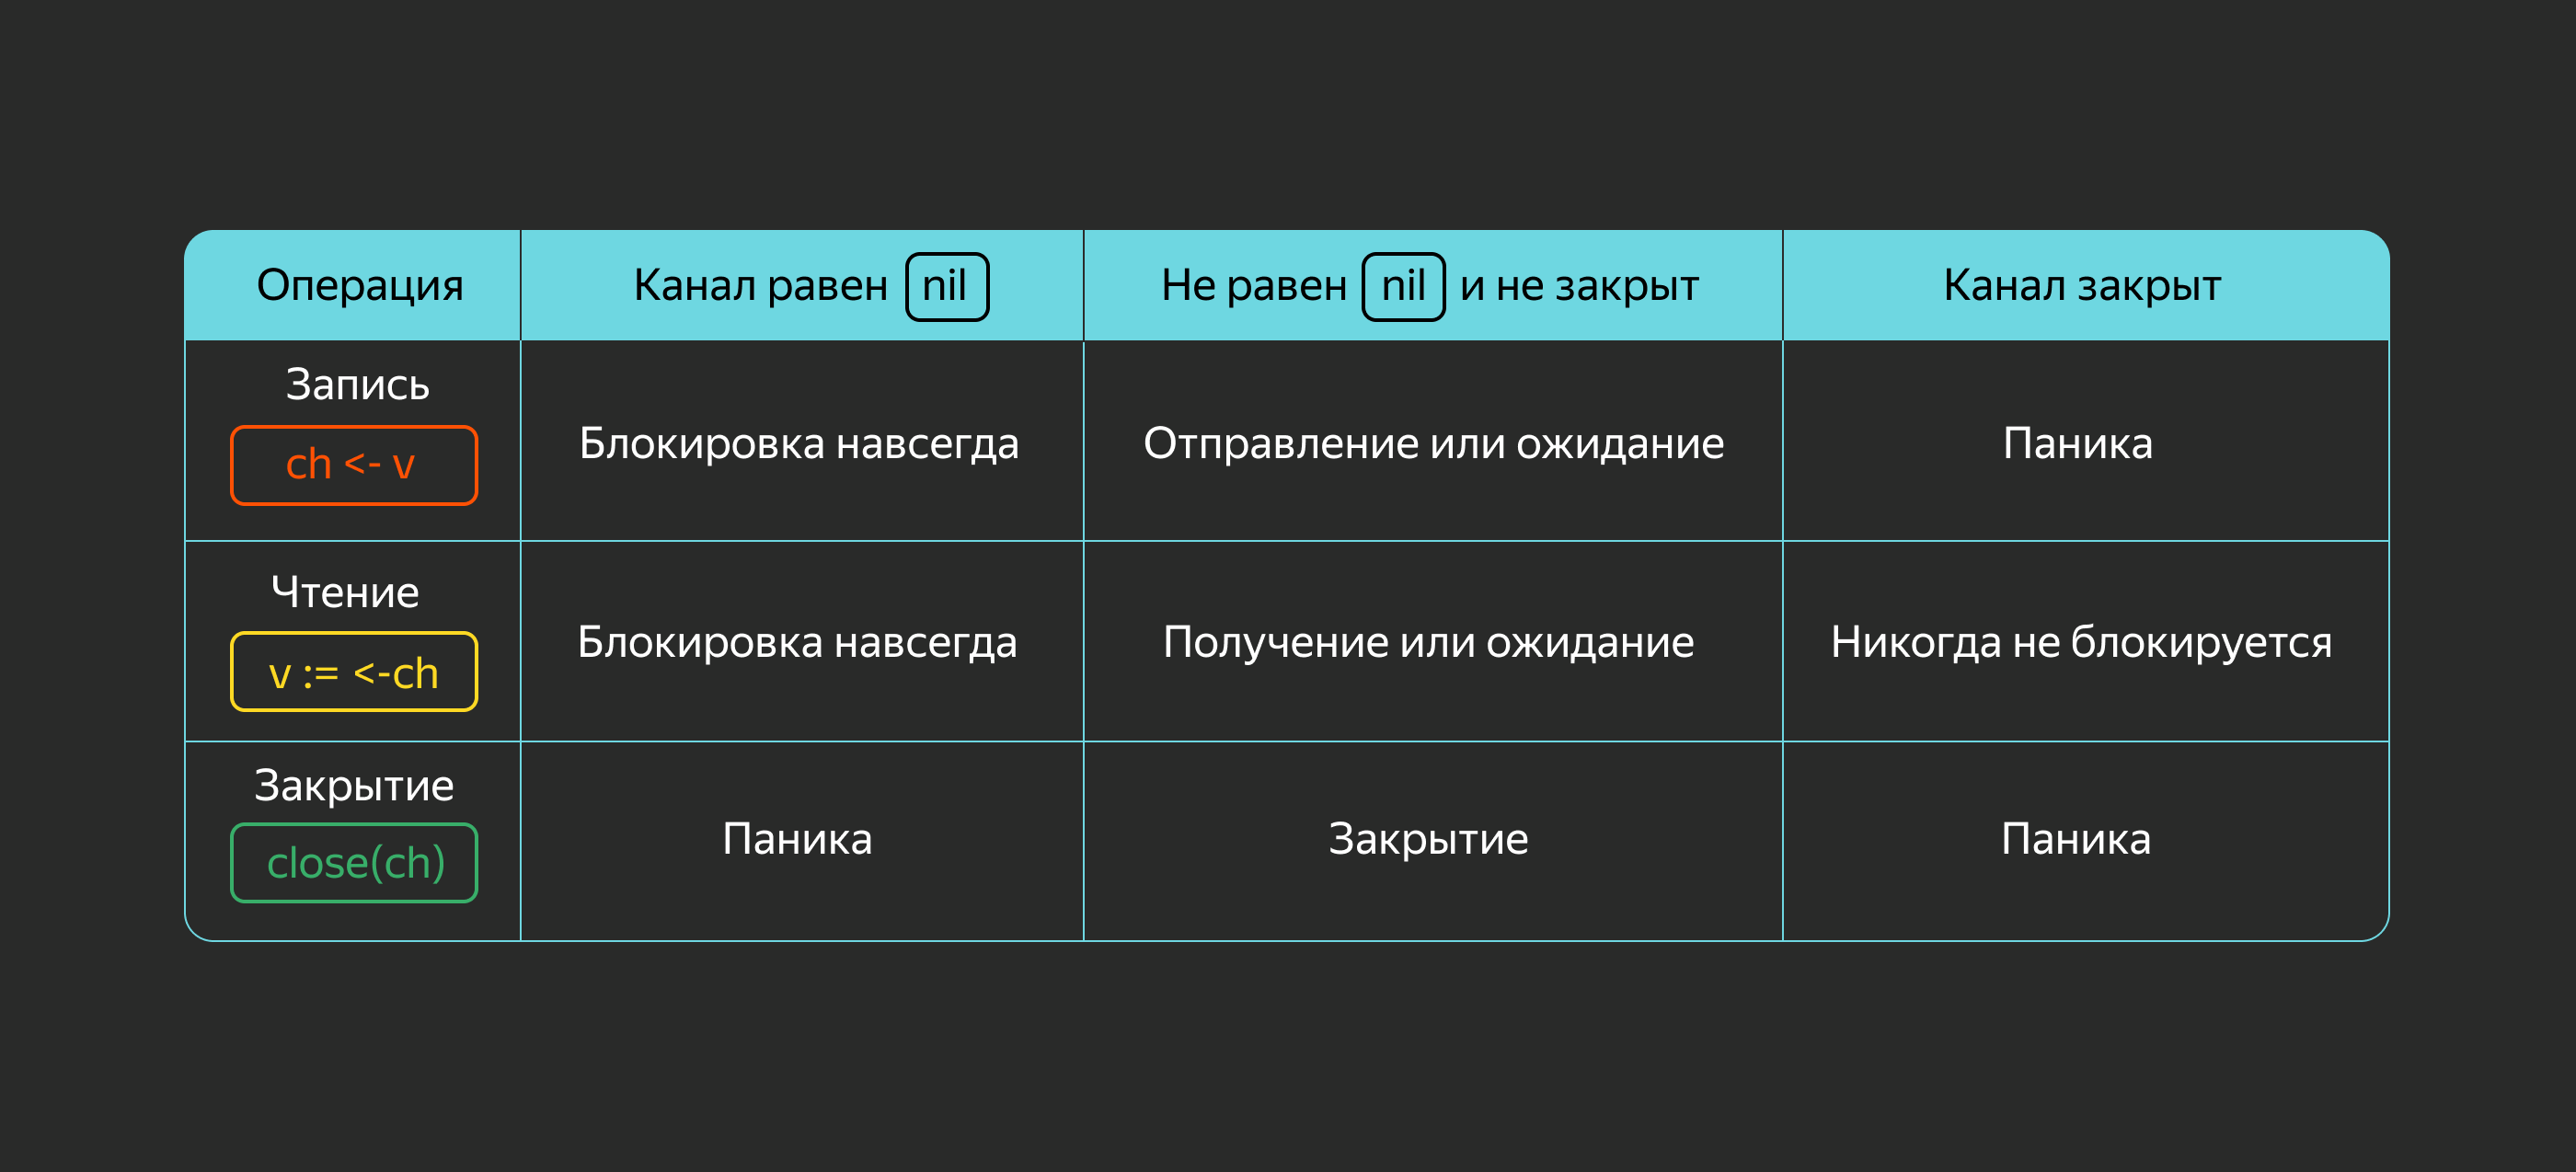 Операция
Канал равен nil
Не равен nil и не закрыт
Канал закрыт
Запись
ch <- v
Блокировка навсегда
Отправление или ожидание
Паника
Чтение
v := <-ch
Блокировка навсегда
Получение или ожидание
Никогда не блокируется
Закрытие
close(ch)
Паника
Закрытие
Паника